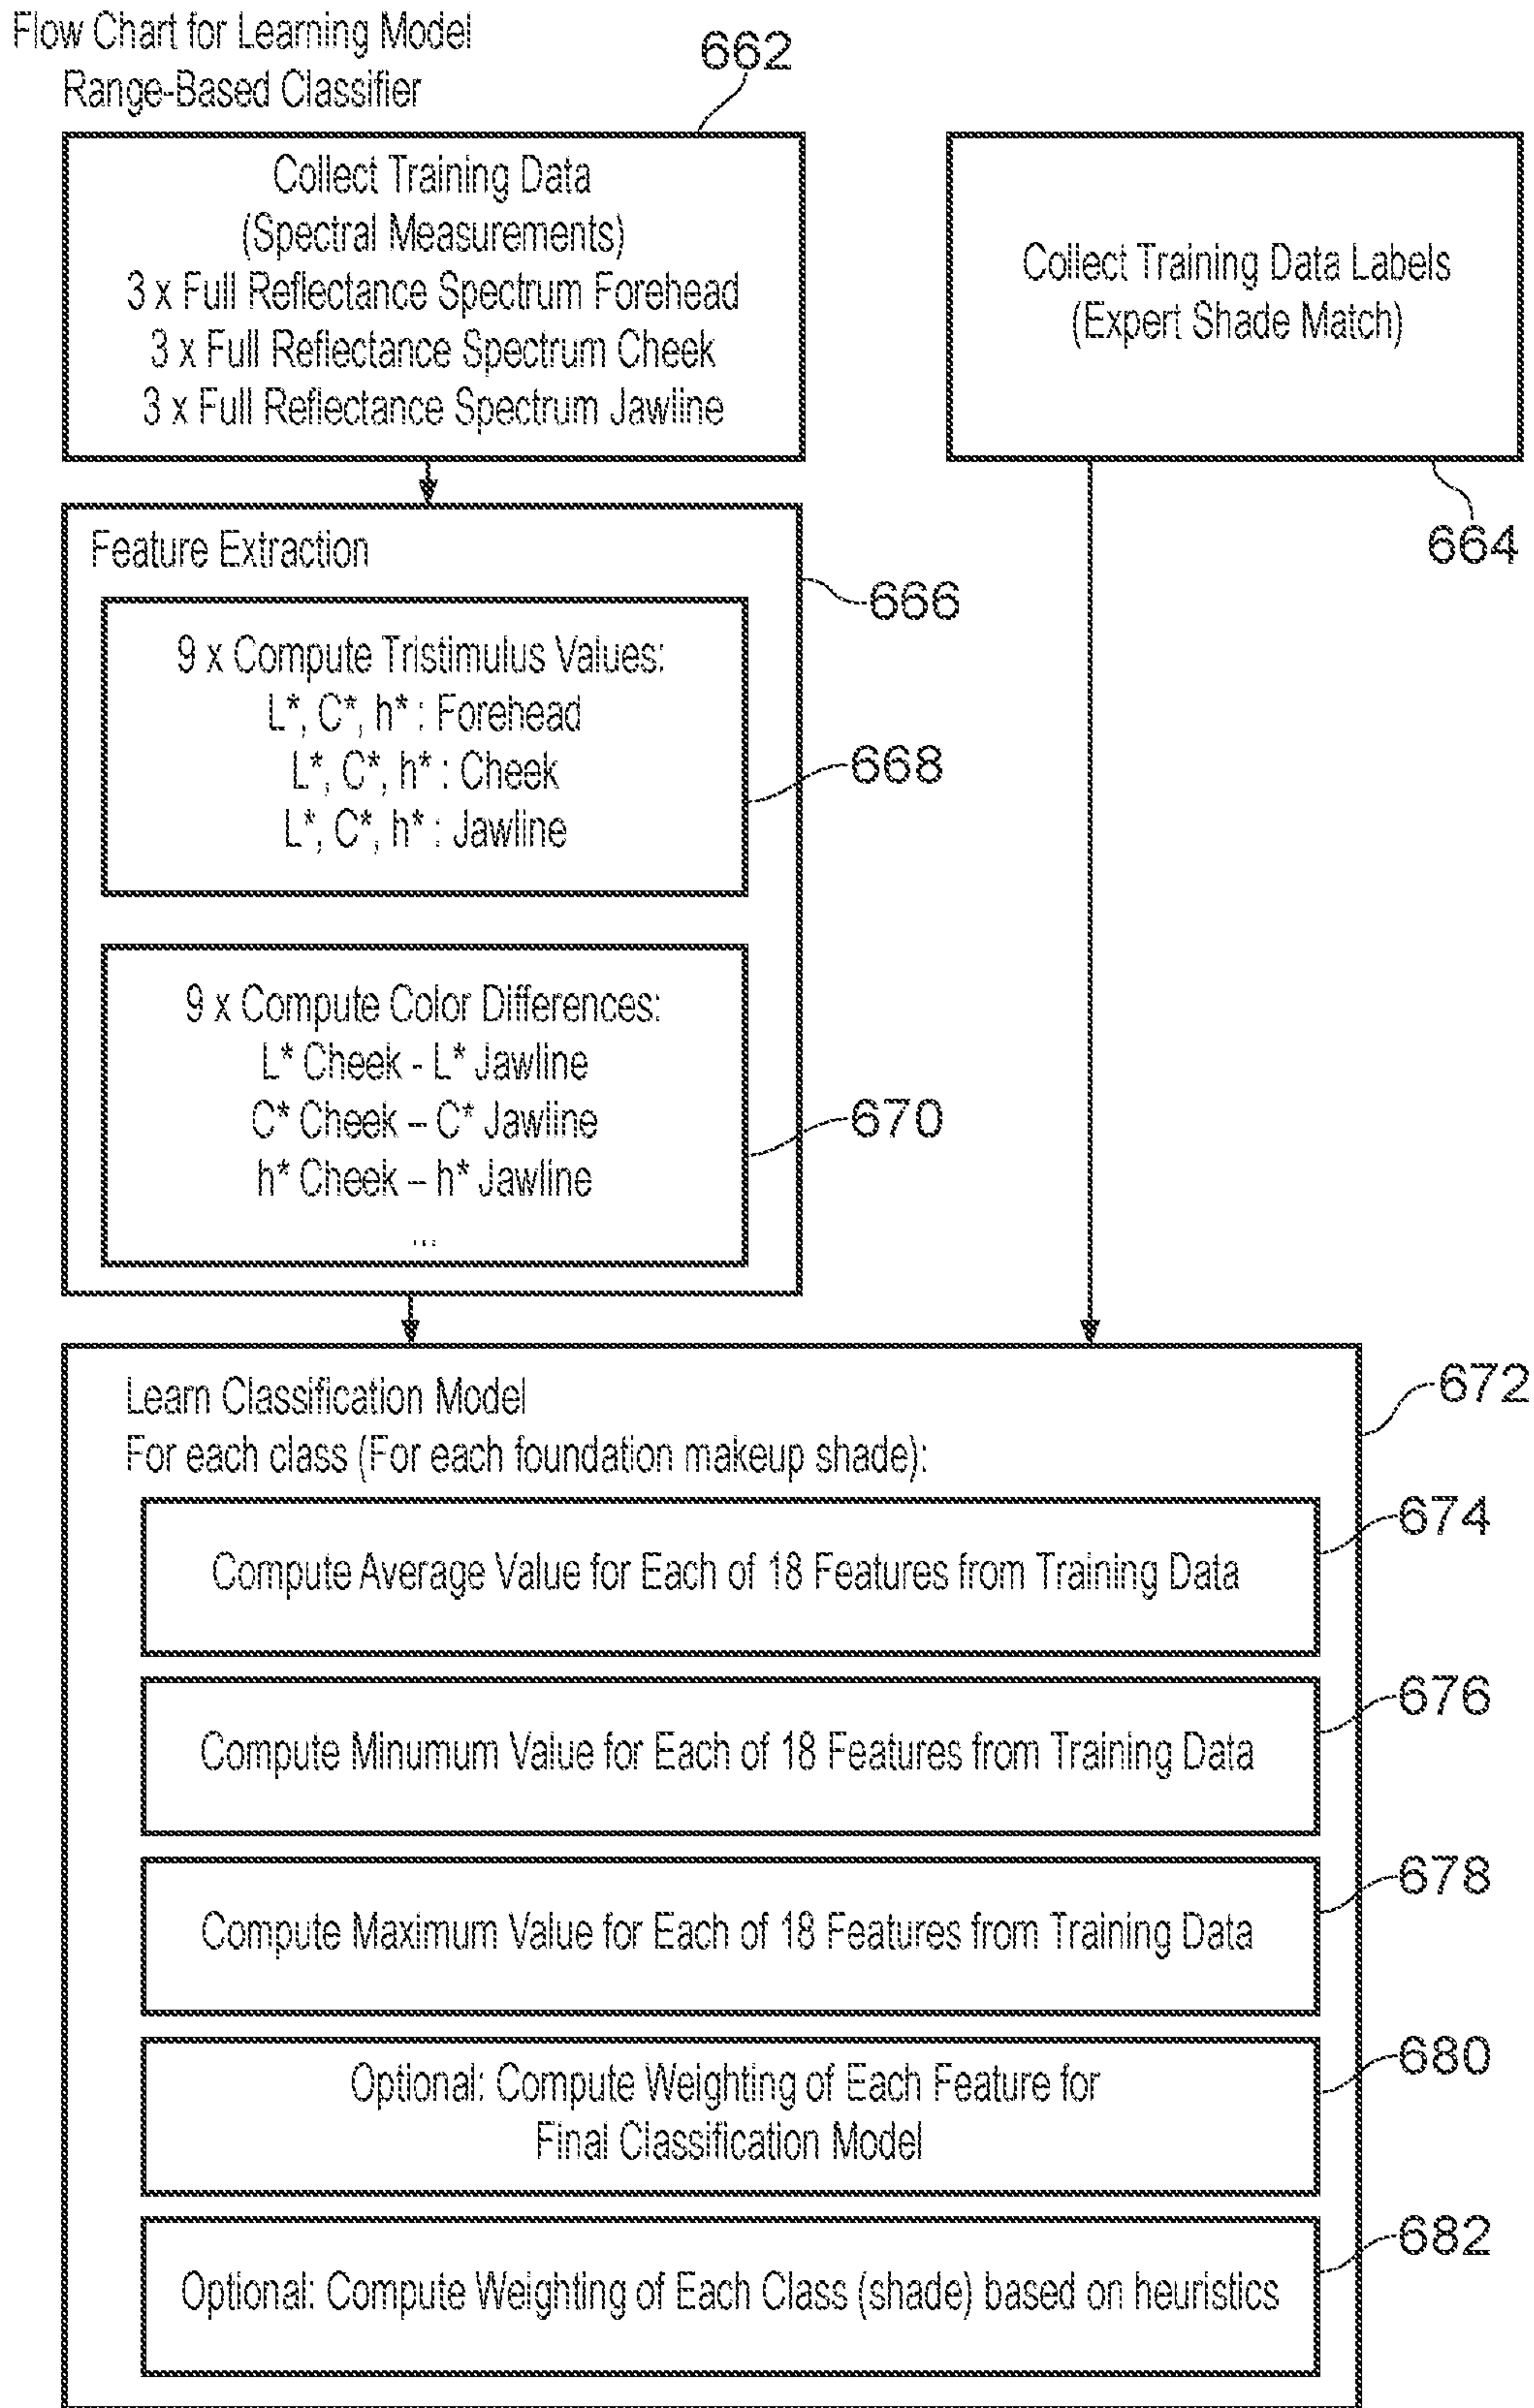 Flow Chart for Learning Model
Range-Based Classifier
662
Collect Training Data
(Spectral Measurements)
3 x Full Reflectance Spectrum Forehead
3 x Full Reflectance Spectrum Cheek
3 x Full Reflectance Spectrum Jawline
Collect Training Data Labels
(Expert Shade Match)
664
Feature Extraction
666
9 x Compute Tristimulus Values:
L*, C*, h* : Forehead
L*, C*, h* : Cheek
L*, C*, h* : Jawline
668
9 x Compute Color Differences:
L* Cheek - L* Jawline
C* Cheek – C* Jawline
h* Cheek – h* Jawline
...
670
Learn Classification Model
For each class (For each foundation makeup shade):
672
Compute Average Value for Each of 18 Features from Training Data
674
Compute Minumum Value for Each of 18 Features from Training Data
676
Compute Maximum Value for Each of 18 Features from Training Data
678
Optional: Compute Weighting of Each Feature for
Final Classification Model
680
Optional: Compute Weighting of Each Class (shade) based on heuristics
682